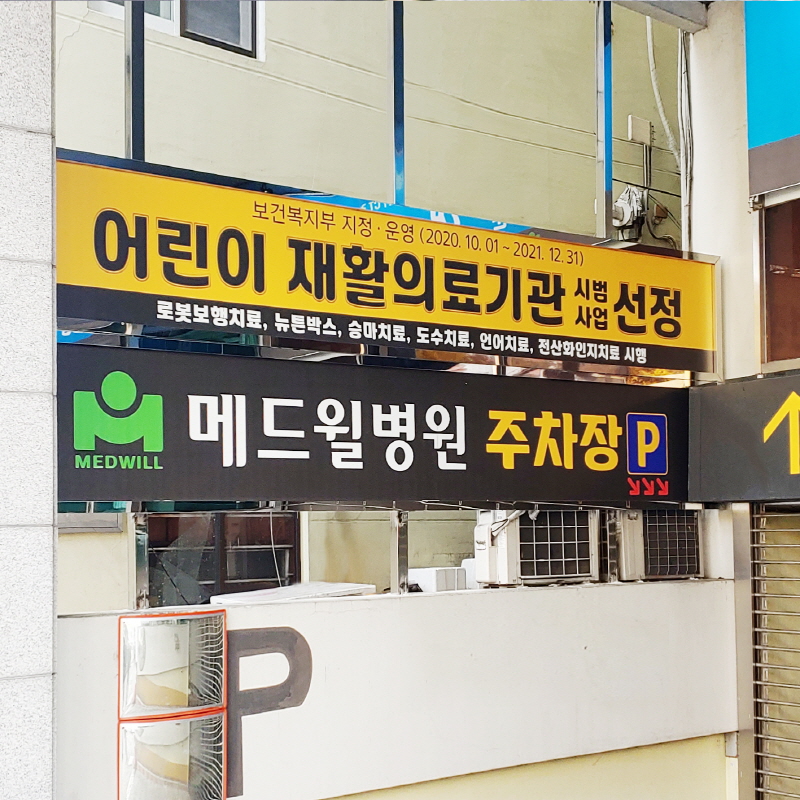 보건복지부 지정·운영 (2020. 10. 01 ~ 2021. 12. 31)
어린이 재활의료기관 시범사업 선정
로봇보행치료, 뉴튼박스, 승마치료, 도수치료, 언어치료, 전산화인지치료 시행
메드윌병원 주차장 P
MEDWILL
P